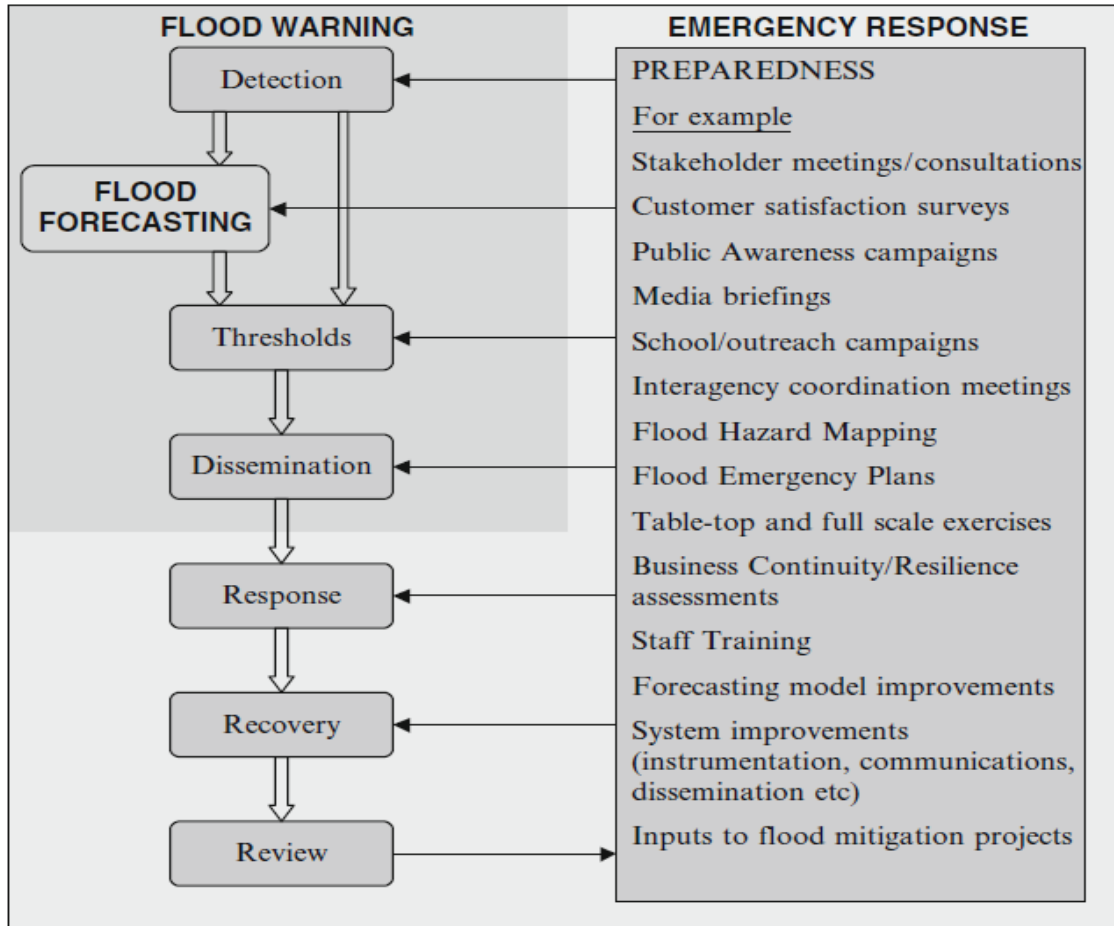 FLOOD WARNING
Detection
FLOOD
FORECASTING
Thresholds
Dissemination
Response
Recovery
Review
EMERGENCY RESPONSE
PREPAREDNESS
For example
Stakeholder meetings/consultations
Customer satisfaction surveys
Public Awareness campaigns
Media briefings
School/outreach campaigns
Interagency coordination meetings
Flood Hazard Mapping
Flood Emergency Plans
Table-top and full scale exercises
Business Continuity/Resilience
assessments
Staff Training
Forecasting model improvements
System improvements
(instrumentation, communications,
dissemination etc)
Inputs to flood mitigation projects